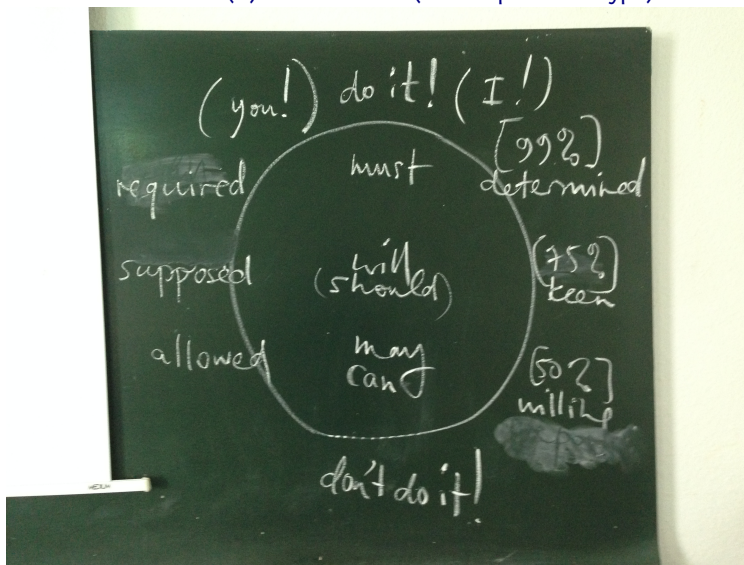 (you!) do it! (I!)
[99%]
must
required
determined
will
supposed
(should)
(75%)
keen
may
allowed
can
[50%]
willing
don't do it!